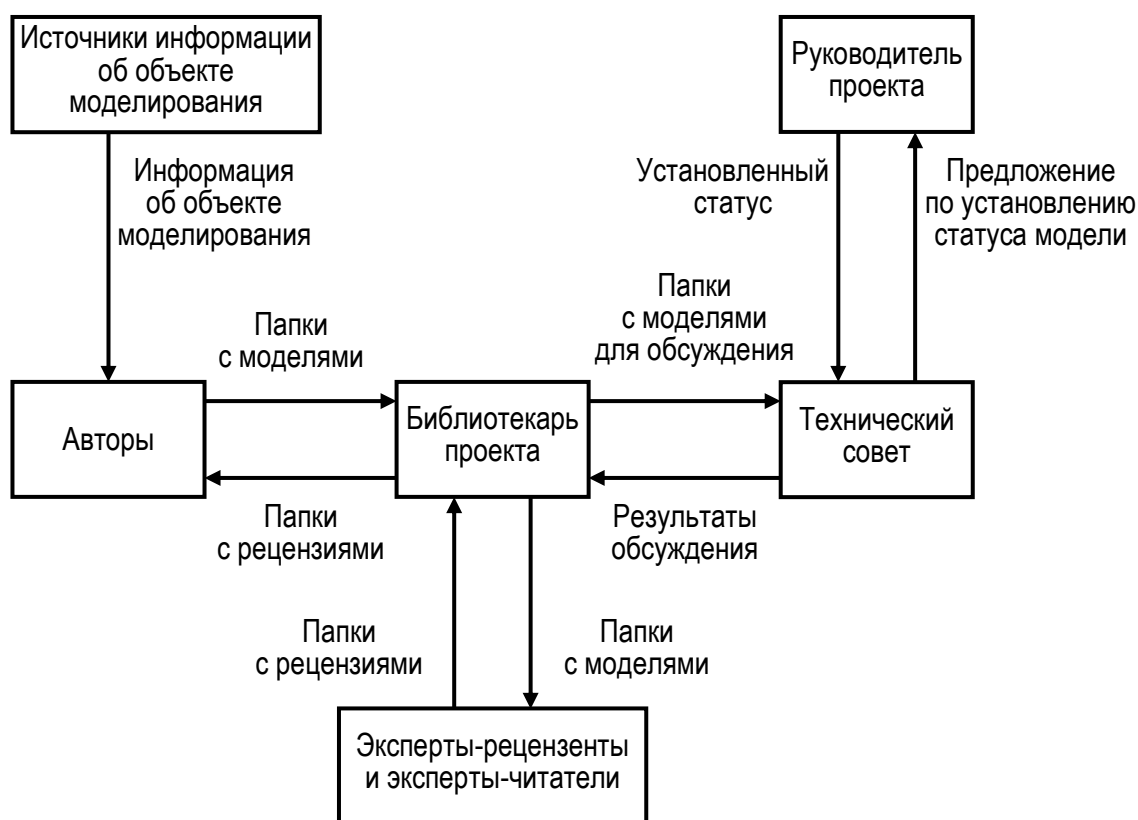 Источники информации
об объекте
моделирования
Руководитель
проекта
Информация
об объекте
моделирования
Установленный
статус
Предложение
по установлению
статуса модели
Папки
с моделями
Папки
с моделями
для обсуждения
Авторы
Библиотекарь
проекта
Технический
совет
Папки
с рецензиями
Результаты
обсуждения
Папки
с рецензиями
Папки
с моделями
Эксперты-рецензенты
и эксперты-читатели